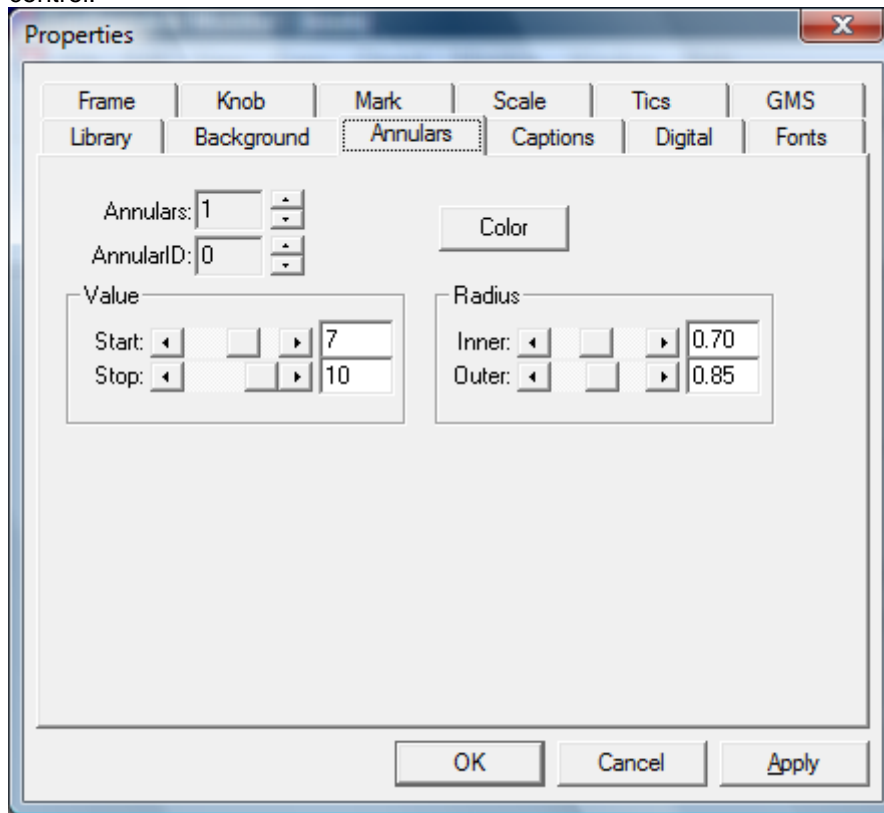 Properties
Frame Knob Mark Scale Tics GMS
Library Background Annulars Captions Digital Fonts
Annulars: 1
Color
AnnularID: 0
Value
Radius
Start: 7
Inner: 0.70
Stop: 10
Outer: 0.85
OK Cancel Apply